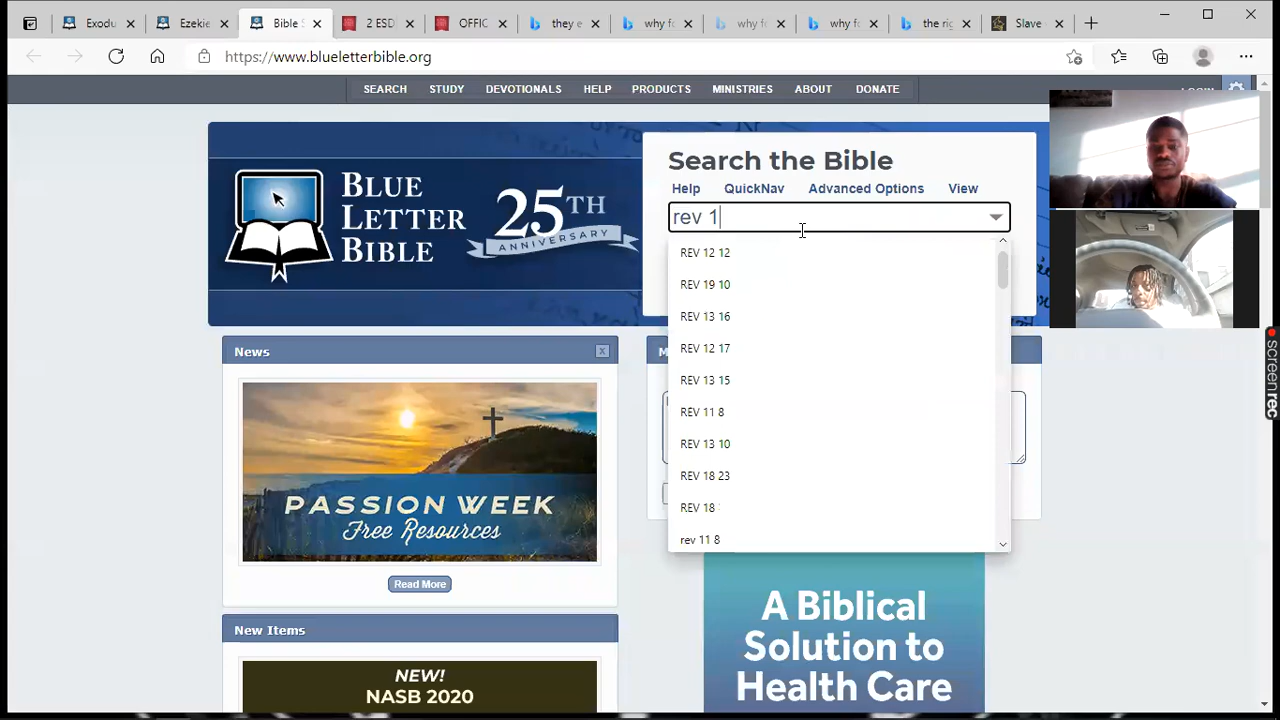 Exodu
Ezekie
Bible S
2 ESD
OFFIC
they e
why fo
why fo
why fo
the rig
Slave
https://www.blueletterbible.org
SEARCH
STUDY
DEVOTIONALS
HELP
PRODUCTS
MINISTRIES
ABOUT
DONATE
BLUE
LETTER
BIBLE
25TH
ANNIVERSARY
Search the Bible
Help
QuickNav
Advanced Options
View
rev 1
REV 12 12
REV 19 10
REV 13 16
REV 12 17
REV 13 15
REV 11 8
REV 13 10
REV 18 23
REV 18
rev 11 8
News
X
PASSION WEEK
Free Resources
Read More
New Items
NEW!
NASB 2020
A Biblical
Solution to
Health Care
screenrec